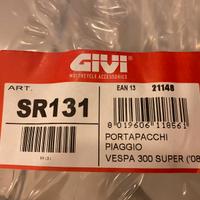 GIVI
MOTORCYCLE ACCESSORIES
ART.
EAN 13
21148
SR131
8 019606 118561
PORTAPACCHI
PIAGGIO
VESPA 300 SUPER ('08